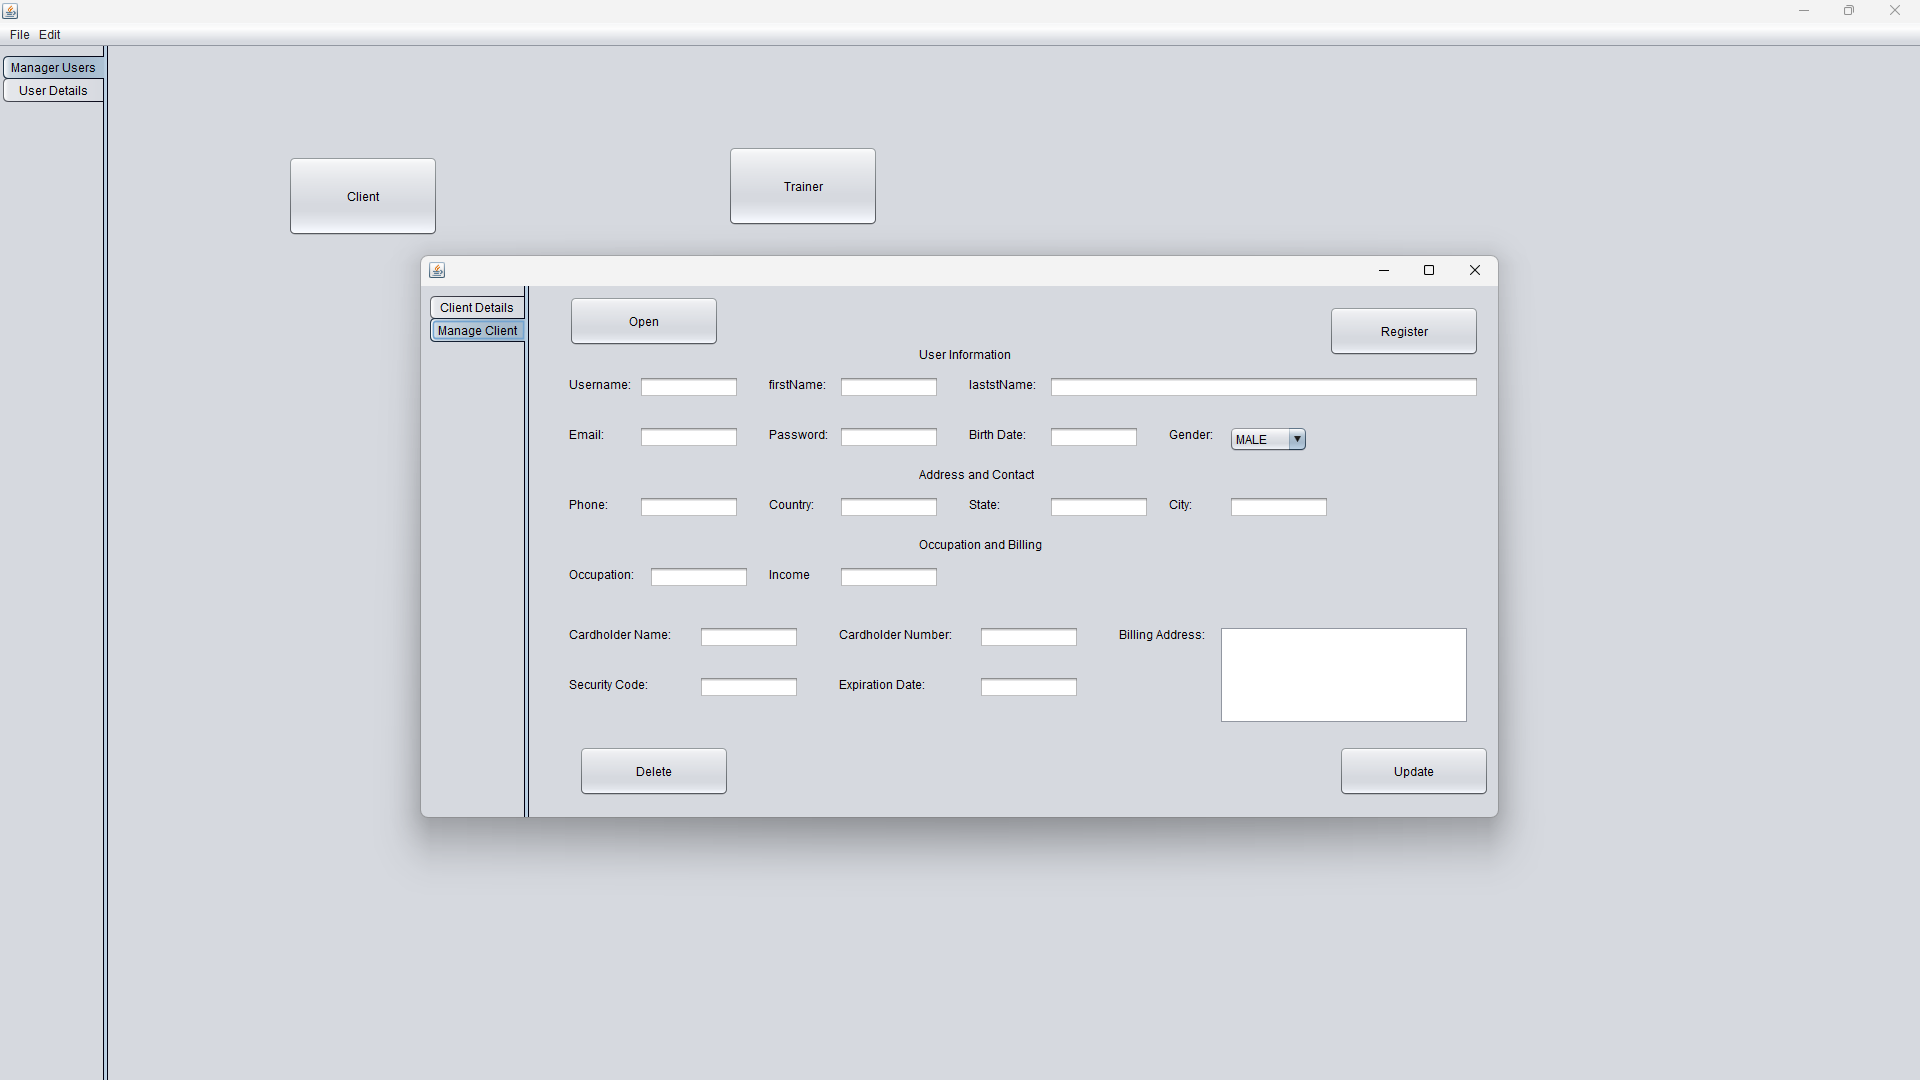 File Edit
Manager Users
User Details
Client
Trainer
Client Details
Manage Client
Open
Register
User Information
Username: firstName: laststName:
Email: Password: Birth Date: Gender: MALE
Address and Contact
Phone: Country: State: City:
Occupation and Billing
Occupation: Income
Cardholder Name: Cardholder Number: Billing Address:
Security Code: Expiration Date:
Delete
Update